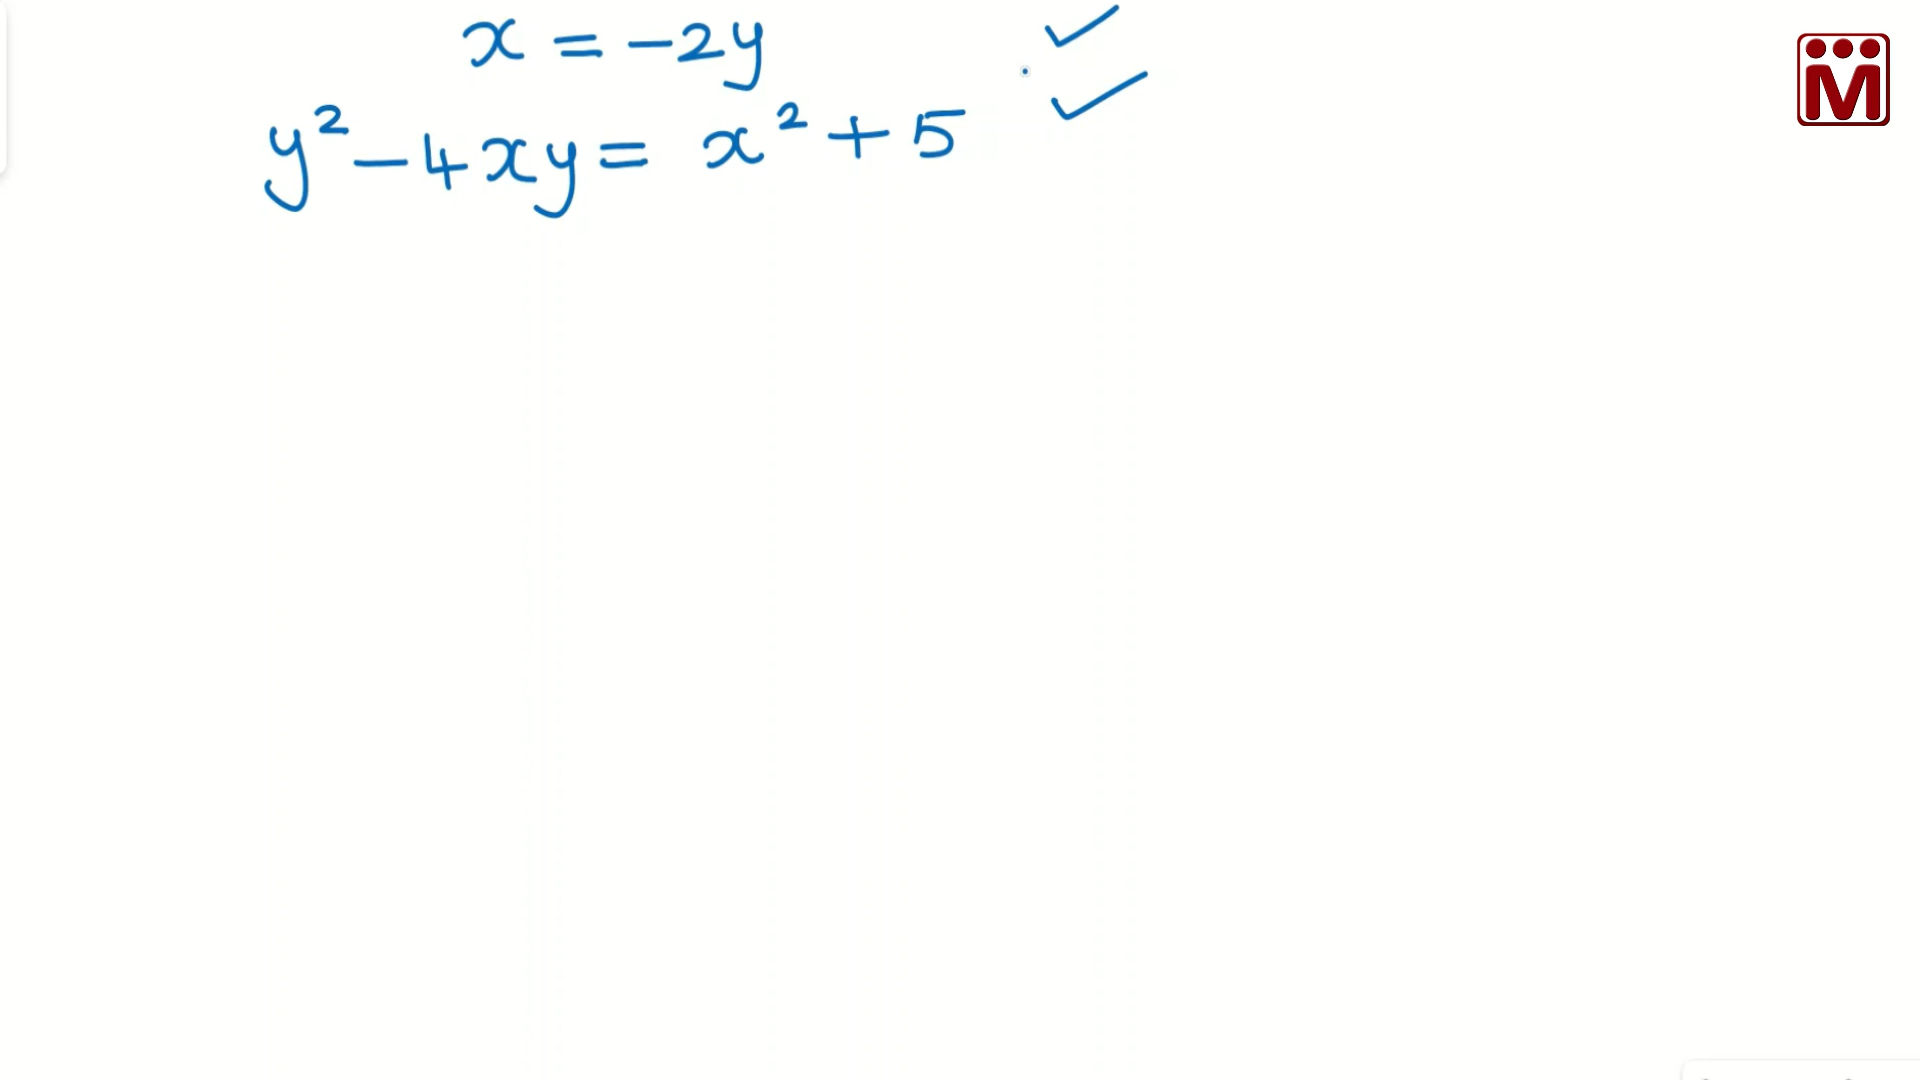 x = -2y
y² - 4xy = x² + 5
M